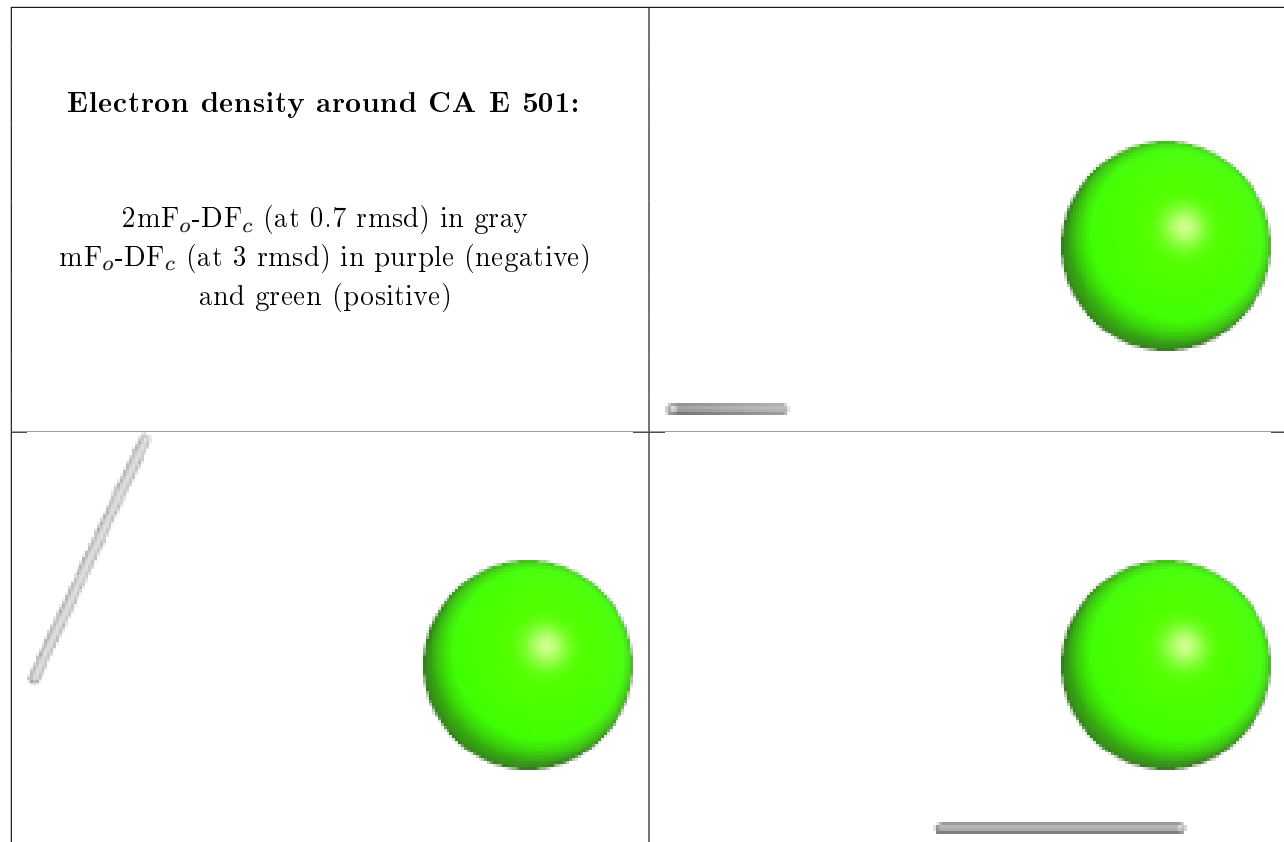 Electron density around CA E 501:
2mFₒ-DF𝒸 (at 0.7 rmsd) in gray
mFₒ-DF𝒸 (at 3 rmsd) in purple (negative)
and green (positive)